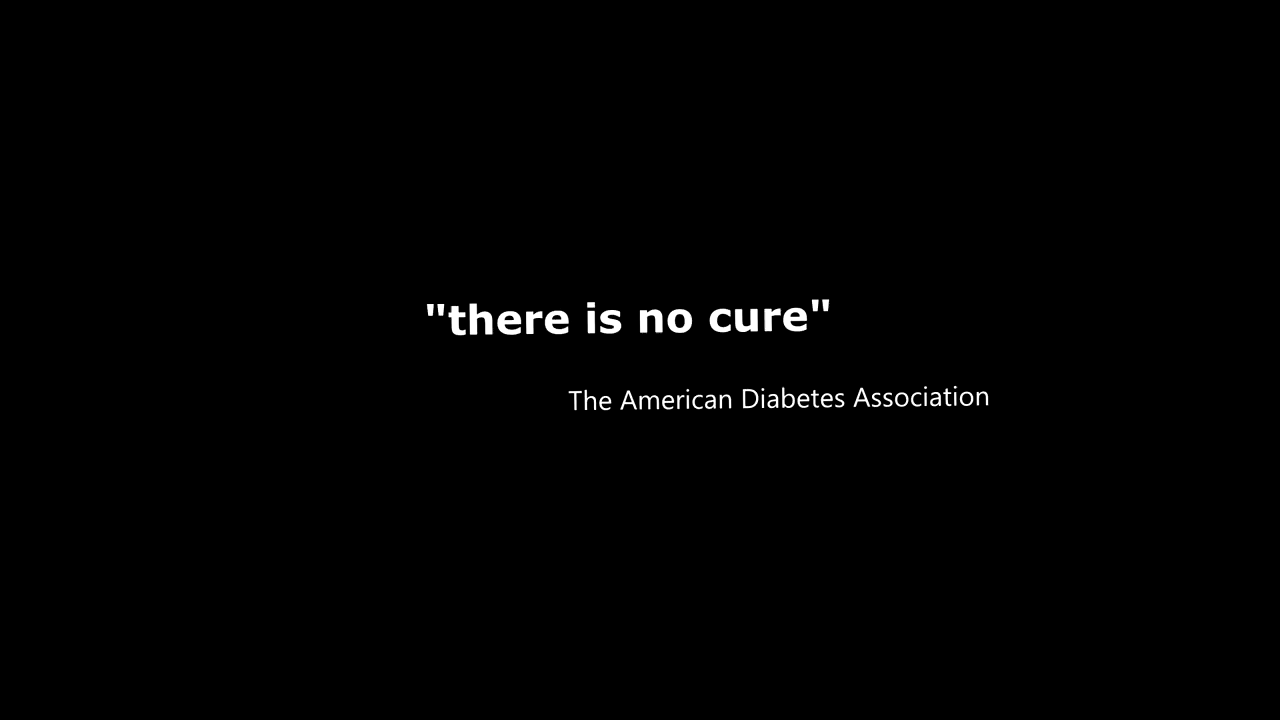 "there is no cure"
The American Diabetes Association